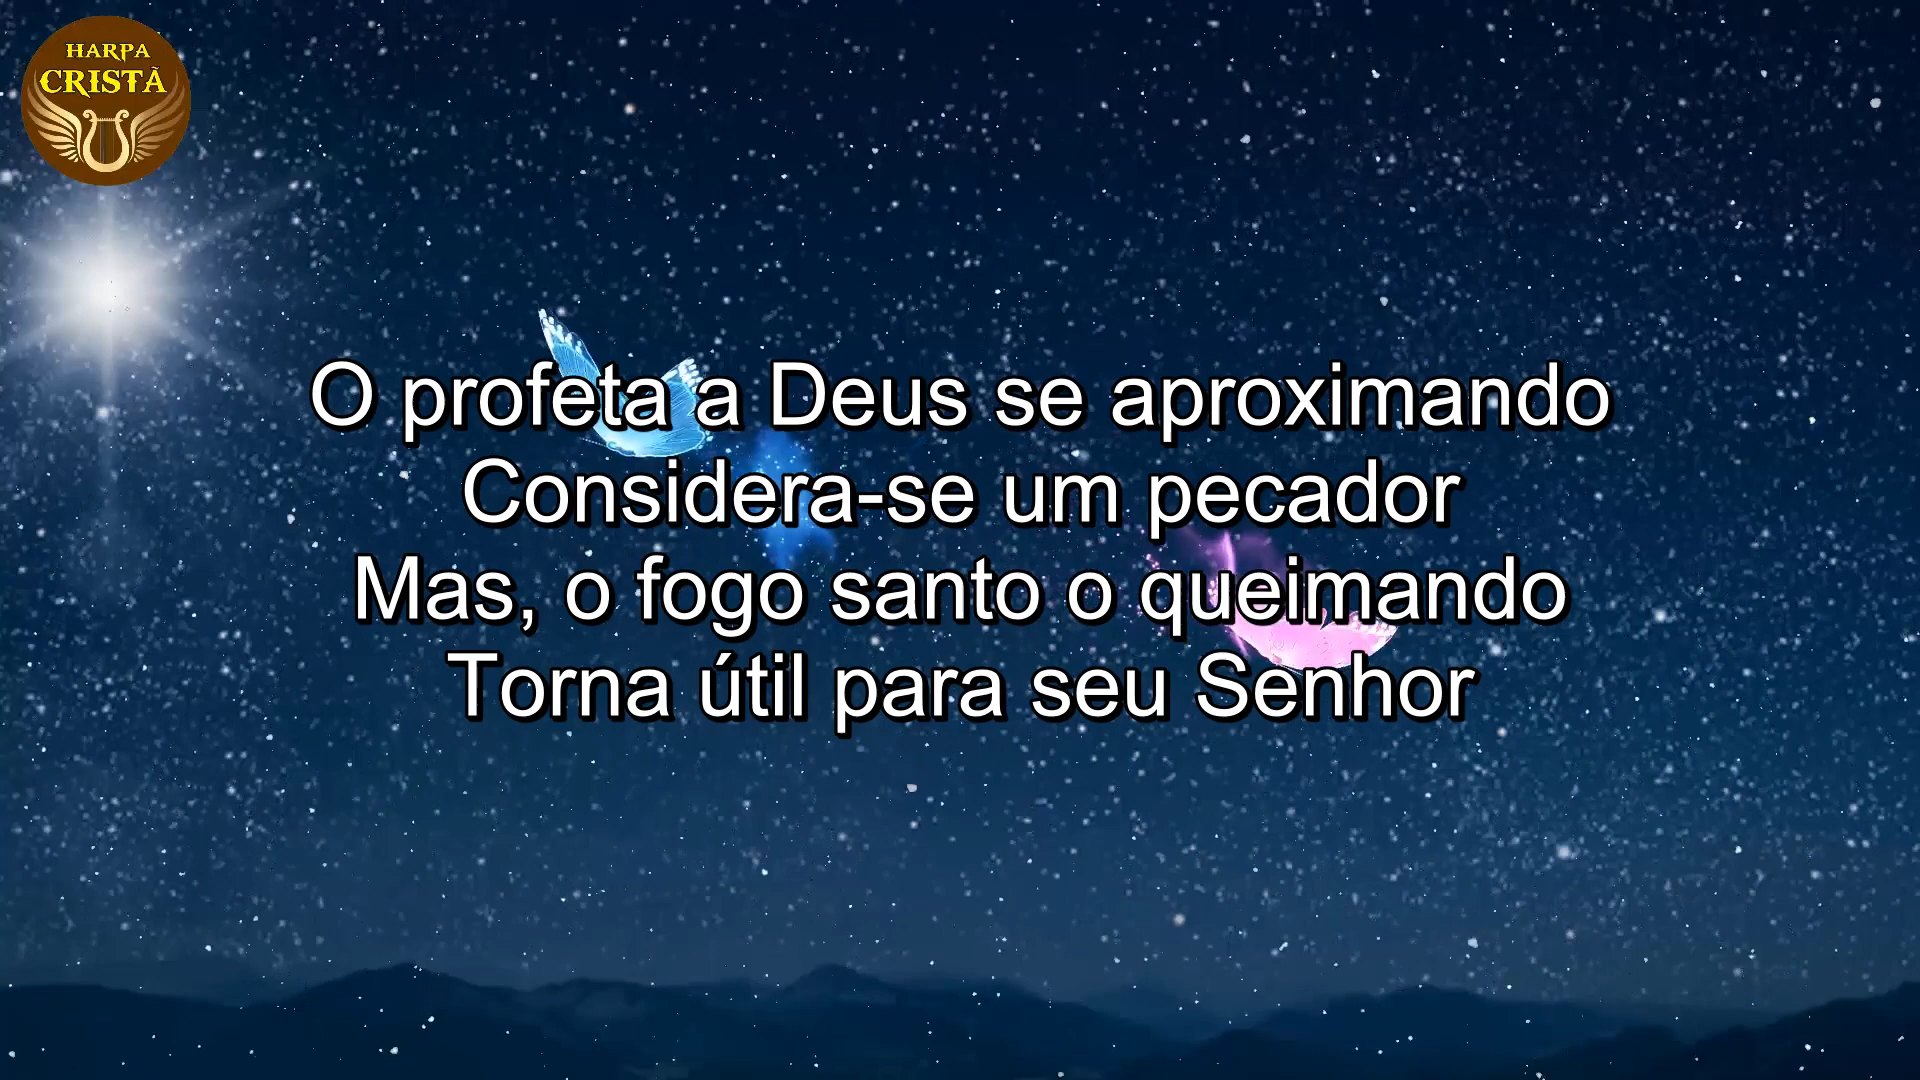 HARPA
CRISTÃ
O profeta a Deus se aproximando
Considera-se um pecador
Mas, o fogo santo o queimando
Torna útil para seu Senhor